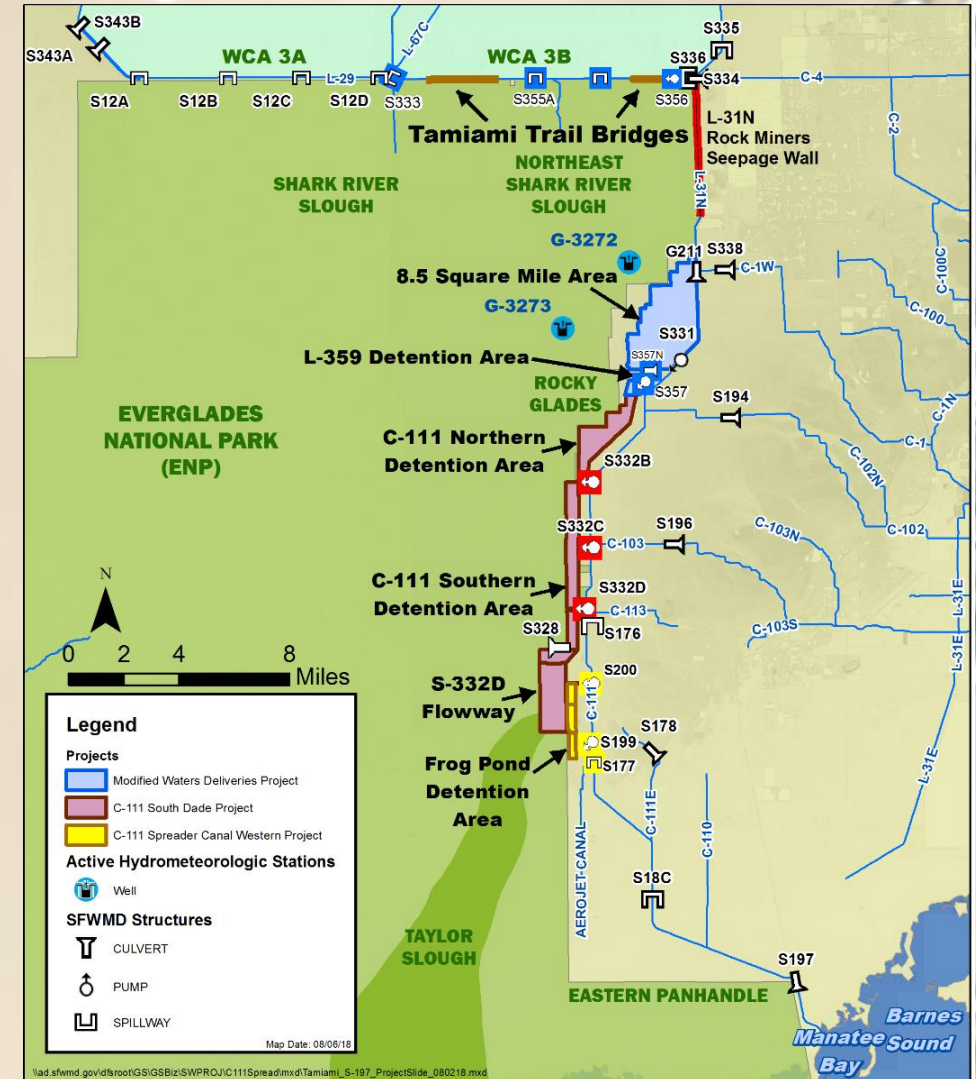 S343B
S343A
L-67C
S335
WCA 3A
WCA 3B
S336
S334
C-4
L-29
S12A
S12B
S12C
S12D
S333
S355A
S356
Tamiami Trail Bridges
L-31N
Rock Miners
Seepage Wall
C-2
SHARK RIVER
SLOUGH
NORTHEAST
SHARK RIVER
SLOUGH
L-31N
G-3272
G211
S338
C-1W
C-100C
8.5 Square Mile Area
C-100
G-3273
S331
L-359 Detention Area
S357N
S357
ROCKY
GLADES
S194
C-1N
EVERGLADES
NATIONAL PARK
(ENP)
C-1
C-111 Northern
Detention Area
S332B
C-102N
S332C
C-103
S196
C-103N
C-102
C-111 Southern
Detention Area
S332D
C-113
L-31E
L-31E
N
S328
S176
C-103S
0 2 4 8
Miles
S-332D
Flowway
S200
C-111
S178
S199
S177
L-31E
Frog Pond
Detention
Area
C-111E
C-110
AEROJET-CANAL
S18C
TAYLOR
SLOUGH
S197
EASTERN PANHANDLE
Barnes
Sound
Manatee
Bay
Legend
Projects
Modified Waters Deliveries Project
C-111 South Dade Project
C-111 Spreader Canal Western Project
Active Hydrometeorologic Stations
Well
SFWMD Structures
CULVERT
PUMP
SPILLWAY
Map Date: 08/06/18
\\ad.sfwmd.gov\dfsroot\GS\GSBiz\SWPROJ\C111Spread\mxd\Tamiami_S-197_ProjectSlide_080218.mxd